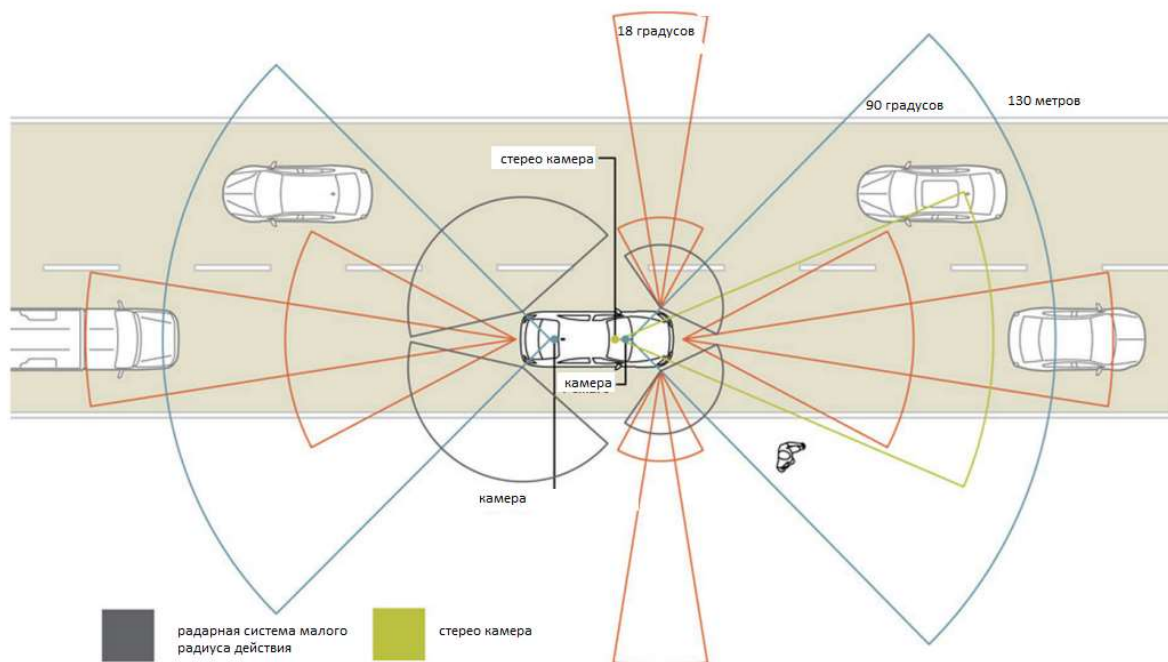 18 градусов
90 градусов
130 метров
стерео камера
камера
камера
радарная система малого
радиуса действия
стерео камера